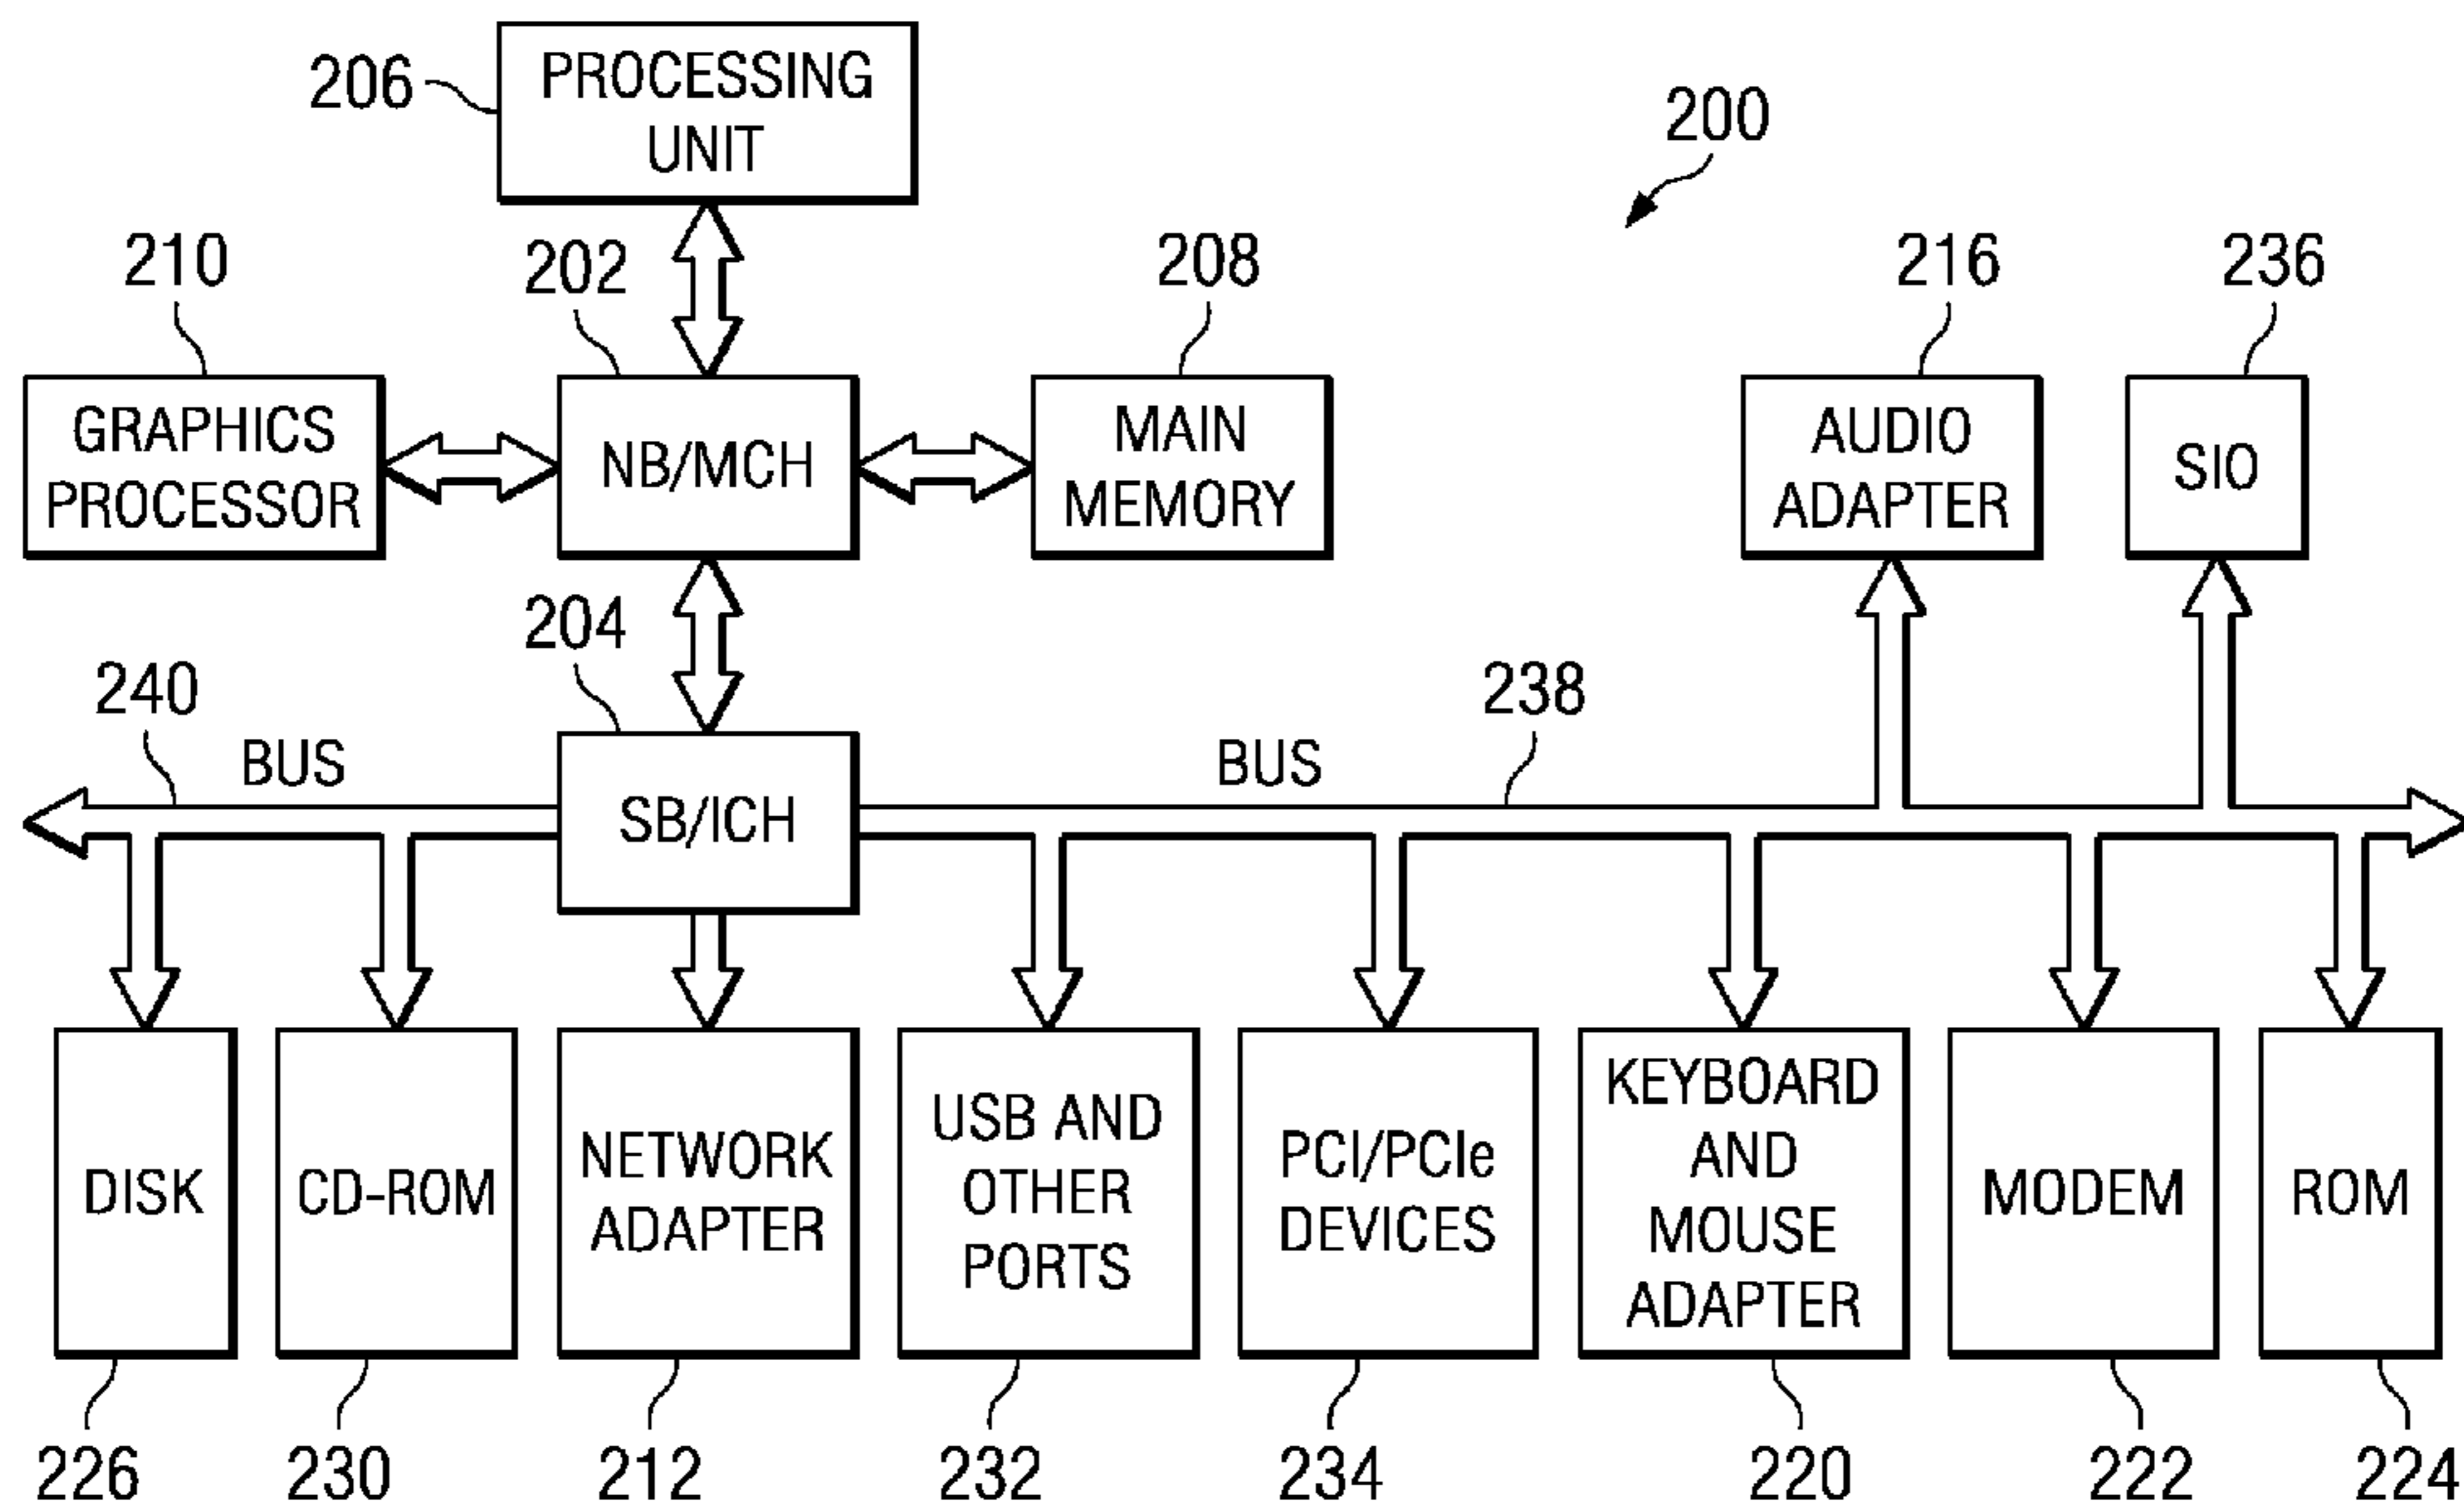 206
PROCESSING
UNIT
200
210
202
208
216
236
GRAPHICS
PROCESSOR
NB/MCH
MAIN
MEMORY
AUDIO
ADAPTER
SIO
204
240
BUS
238
BUS
SB/ICH
DISK
CD-ROM
NETWORK
ADAPTER
USB AND
OTHER
PORTS
PCI/PCIe
DEVICES
KEYBOARD
AND
MOUSE
ADAPTER
MODEM
ROM
226
230
212
232
234
220
222
224